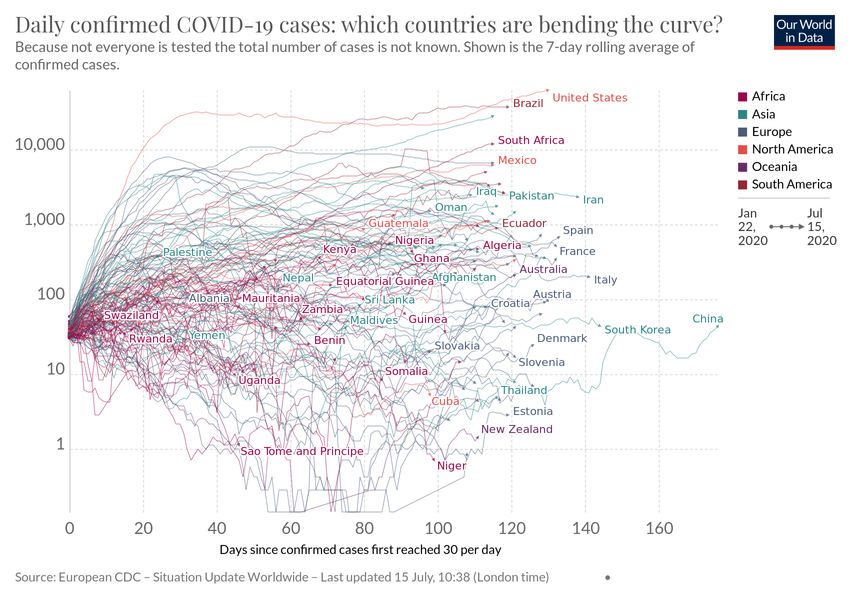 Daily confirmed COVID-19 cases: which countries are bending the curve?
Because not everyone is tested the total number of cases is not known. Shown is the 7-day rolling average of
confirmed cases.
Our World
in Data
Africa
Asia
Europe
North America
Oceania
South America
Jan
22,
2020
Jul
15,
2020
10,000
1,000
100
10
1
United States
Brazil
South Africa
Mexico
Iraq
Pakistan
Iran
Oman
Guatemala
Ecuador
Spain
Nigeria
Kenya
Algeria
France
Palestine
Ghana
Australia
Nepal
Equatorial Guinea
Afghanistan
Italy
Albania
Mauritania
Sri Lanka
Austria
Croatia
Zambia
Swaziland
Maldives
Guinea
China
South Korea
Rwanda
Yemen
Benin
Slovakia
Denmark
Slovenia
Uganda
Somalia
Thailand
Cuba
Estonia
New Zealand
Sao Tome and Principe
Niger
0 20 40 60 80 100 120 140 160
Days since confirmed cases first reached 30 per day
Source: European CDC – Situation Update Worldwide – Last updated 15 July, 10:38 (London time)